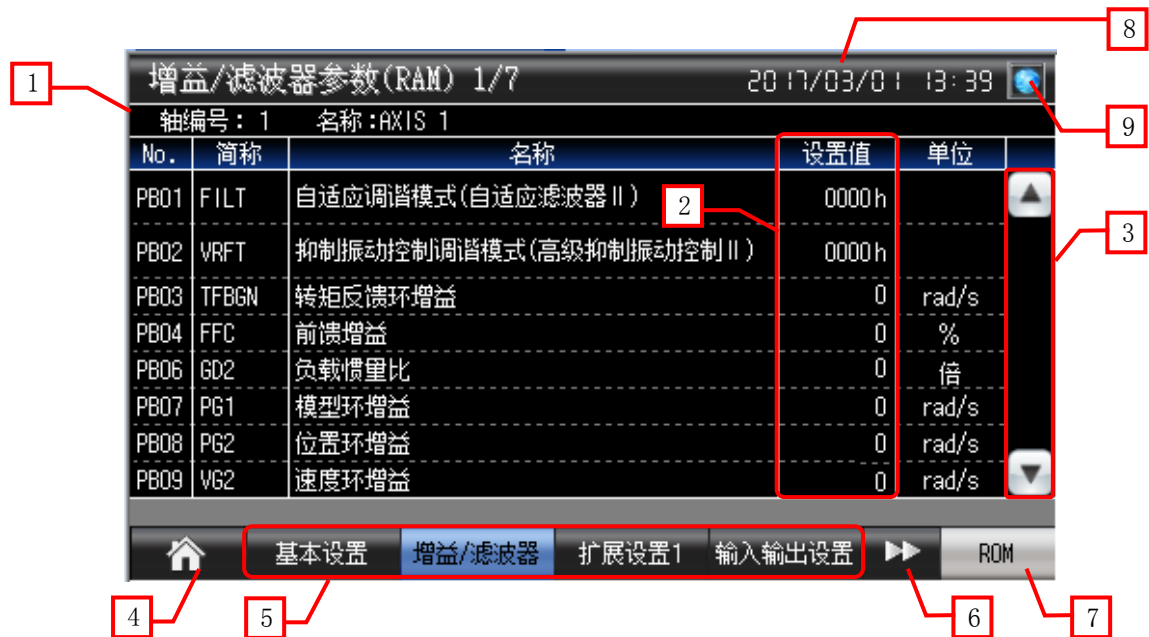 8
增益/滤波器参数(RAM) 1/7 2017/03/01 13:39
1
轴编号: 1 名称:AXIS 1
9
No. 简称 名称 设置值 单位
PB01 FILT 自适应调谐模式(自适应滤波器Ⅱ) 0000h
2
3
PB02 VRFT 抑制振动控制调谐模式(高级抑制振动控制Ⅱ) 0000h
PB03 TFBGN 转矩反馈环增益 0 rad/s
PB04 FFC 前馈增益 0 %
PB06 GD2 负载惯量比 0 倍
PB07 PG1 模型环增益 0 rad/s
PB08 PG2 位置环增益 0 rad/s
PB09 VG2 速度环增益 0 rad/s
基本设置 增益/滤波器 扩展设置1 输入输出设置 ROM
4 5 6 7